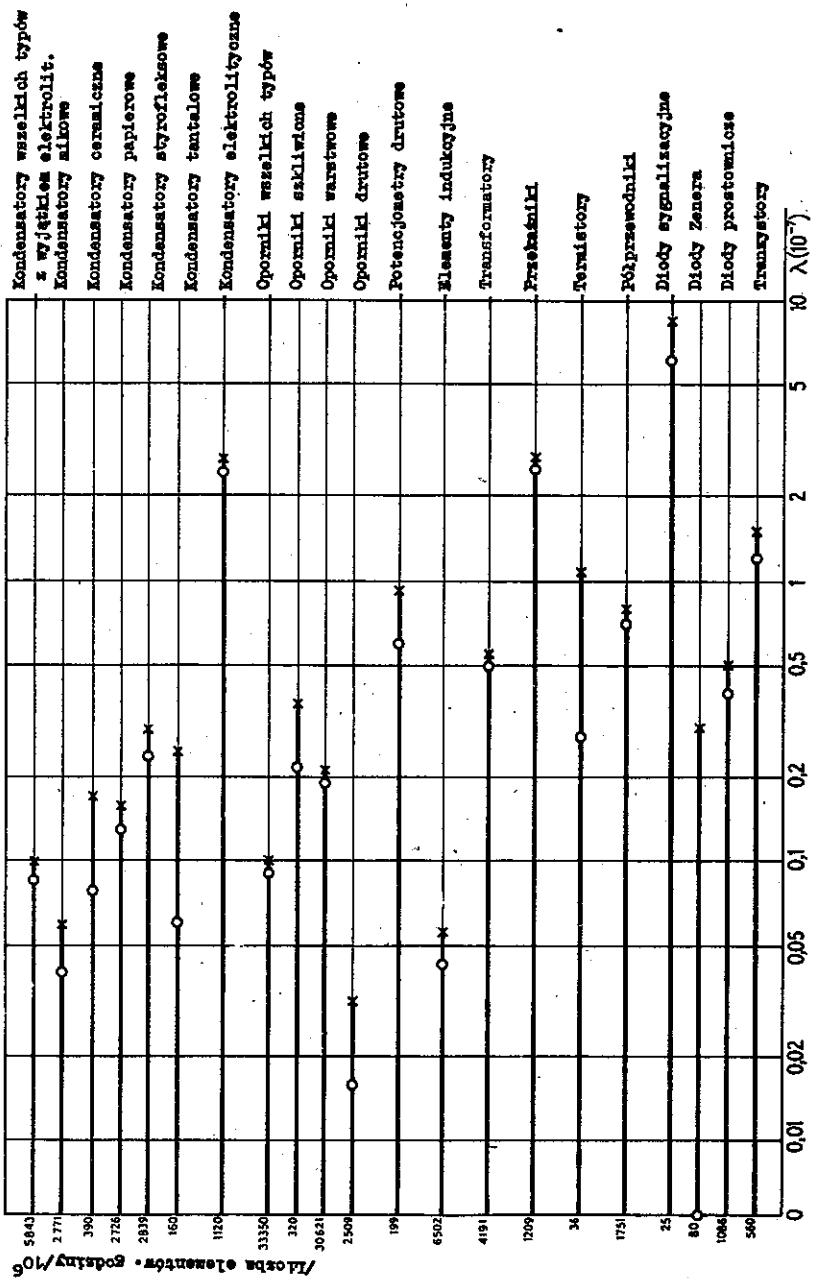 Kondensatory wszelkich typów
z wyjątkiem elektrolit.
Kondensatory mikowe
Kondensatory ceramiczne
Kondensatory papierowe
Kondensatory styrofleksowe
Kondensatory tantalowe
Kondensatory elektrolityczne
Oporniki wszelkich typów
Oporniki szkliwione
Oporniki warstwowe
Oporniki drutowe
Potencjometry drutowe
Elementy indukcyjne
Transformatory
Przekaźniki
Termistory
Półprzewodniki
Diody sygnalizacyjne
Diody Zenera
Diody prostownicze
Tranzystory
λ(10⁻⁷)
10
5
2
1
0,5
0,2
0,1
0,05
0,02
0,01
0
5843
2771
390
2726
2839
160
1120
33350
320
30621
2509
199
6502
4191
1209
36
1751
25
80
1086
560
/Liczba elementów. godziny/10⁶